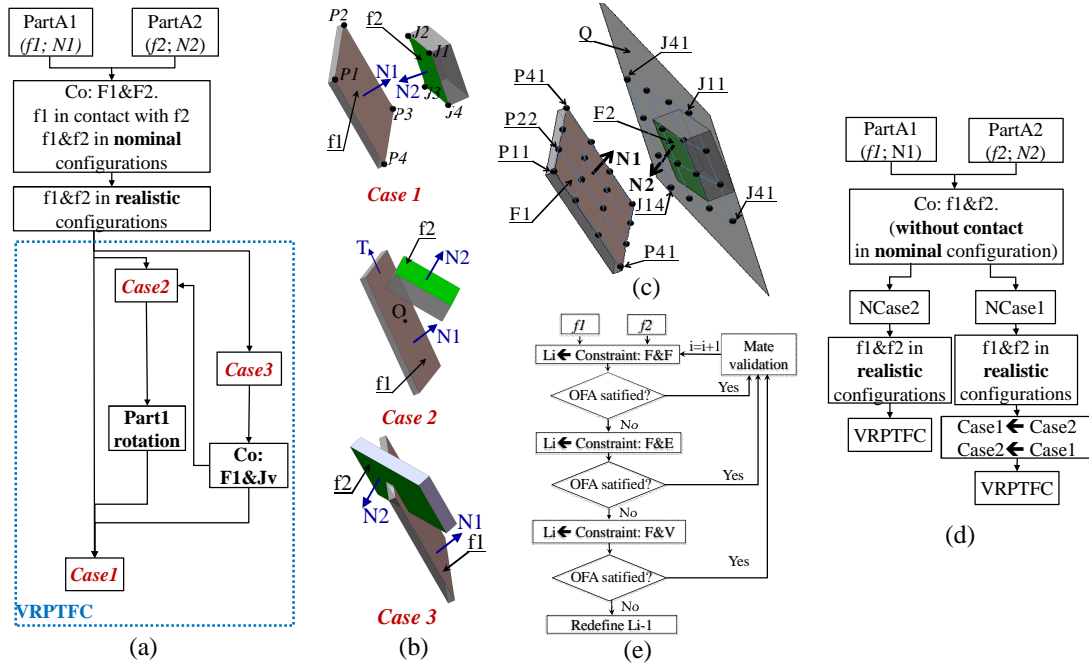 PartA1
(f1; N1)
PartA2
(f2; N2)
Co: F1&F2.
f1 in contact with f2
f1&f2 in nominal
configurations
f1&f2 in realistic
configurations
Case2
Case3
Part1
rotation
Co:
F1&Jv
Case1
VRPTFC
(a)
P2
f2
J2
J1
P1
N1
N2
J3
J4
P3
f1
P4
Case 1
T
f2
N2
O
N1
f1
Case 2
f2
N2
N1
f1
Case 3
(b)
Q
J41
P41
J11
P22
F2
P11
N1
N2
J14
F1
J41
P41
(c)
f1
f2
i=i+1
Mate
validation
Li🡸 Constraint: F&F
OFA satified?
Yes
No
Li🡸 Constraint: F&E
OFA satified?
Yes
No
Li🡸 Constraint: F&V
OFA satified?
Yes
No
Redefine Li-1
(e)
PartA1
(f1; N1)
PartA2
(f2; N2)
Co: f1&f2.
(without contact
in nominal configuration)
NCase2
NCase1
f1&f2 in
realistic
configurations
f1&f2 in
realistic
configurations
VRPTFC
Case1🡸 Case2
Case2🡸 Case1
VRPTFC
(d)